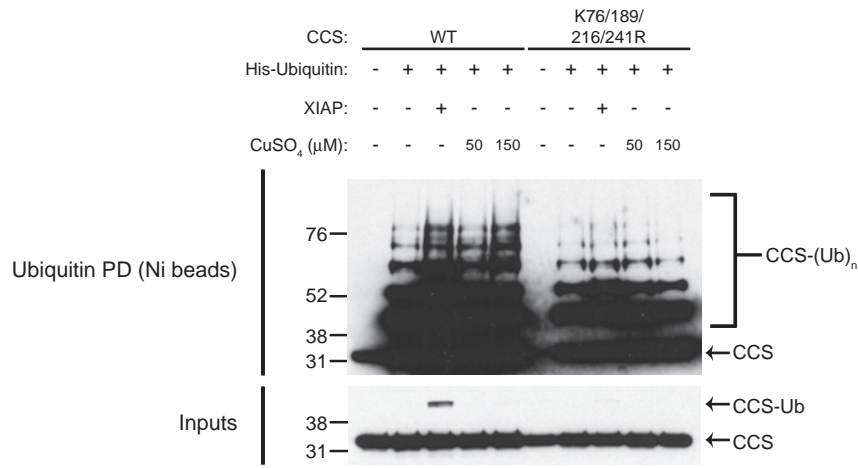 CCS: WT K76/189/
216/241R
His-Ubiquitin: - + + + + - + + + +
XIAP: - - + - - - - + - -
CuSO4 (μM): - - - 50 150 - - - 50 150
Ubiquitin PD (Ni beads)
76
52
38
31
CCS-(Ub)n
CCS
Inputs
38
31
CCS-Ub
CCS